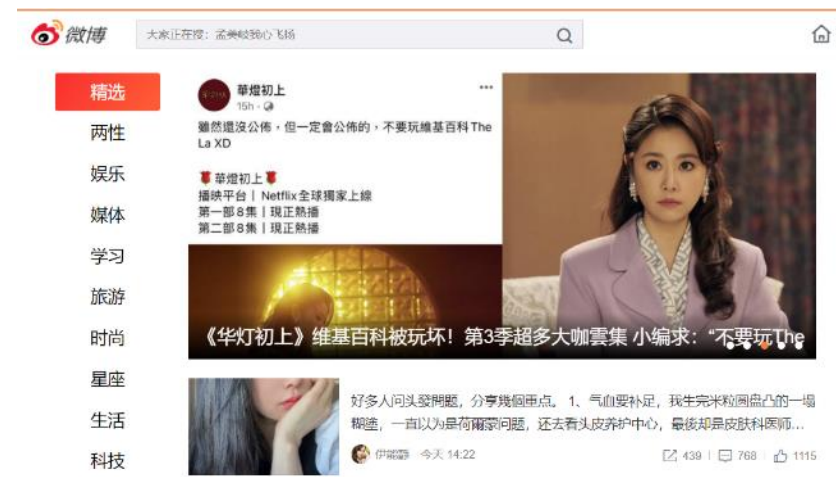 微博
大家正在搜：孟美岐我心飞扬
精选
两性
娱乐
媒体
学习
旅游
时尚
星座
生活
科技
華燈初上
15h
雖然還沒公佈，但一定會公佈的，不要玩維基百科The
La XD
華燈初上
播映平台｜Netflix全球獨家上線
第一部8集｜現正熱播
第二部8集｜現正熱播
《华灯初上》维基百科被玩坏！第3季超多大咖雲集 小编求：“不要玩The
好多人问头發問題，分享幾個重点。 1、气血要补足，我生完米粒圆盘凸的一塌
糊塗，一直以为是荷爾蒙问题，还去看头皮养护中心，最後却是皮肤科医师...
伊能靜 今天 14:22
439
768
1115